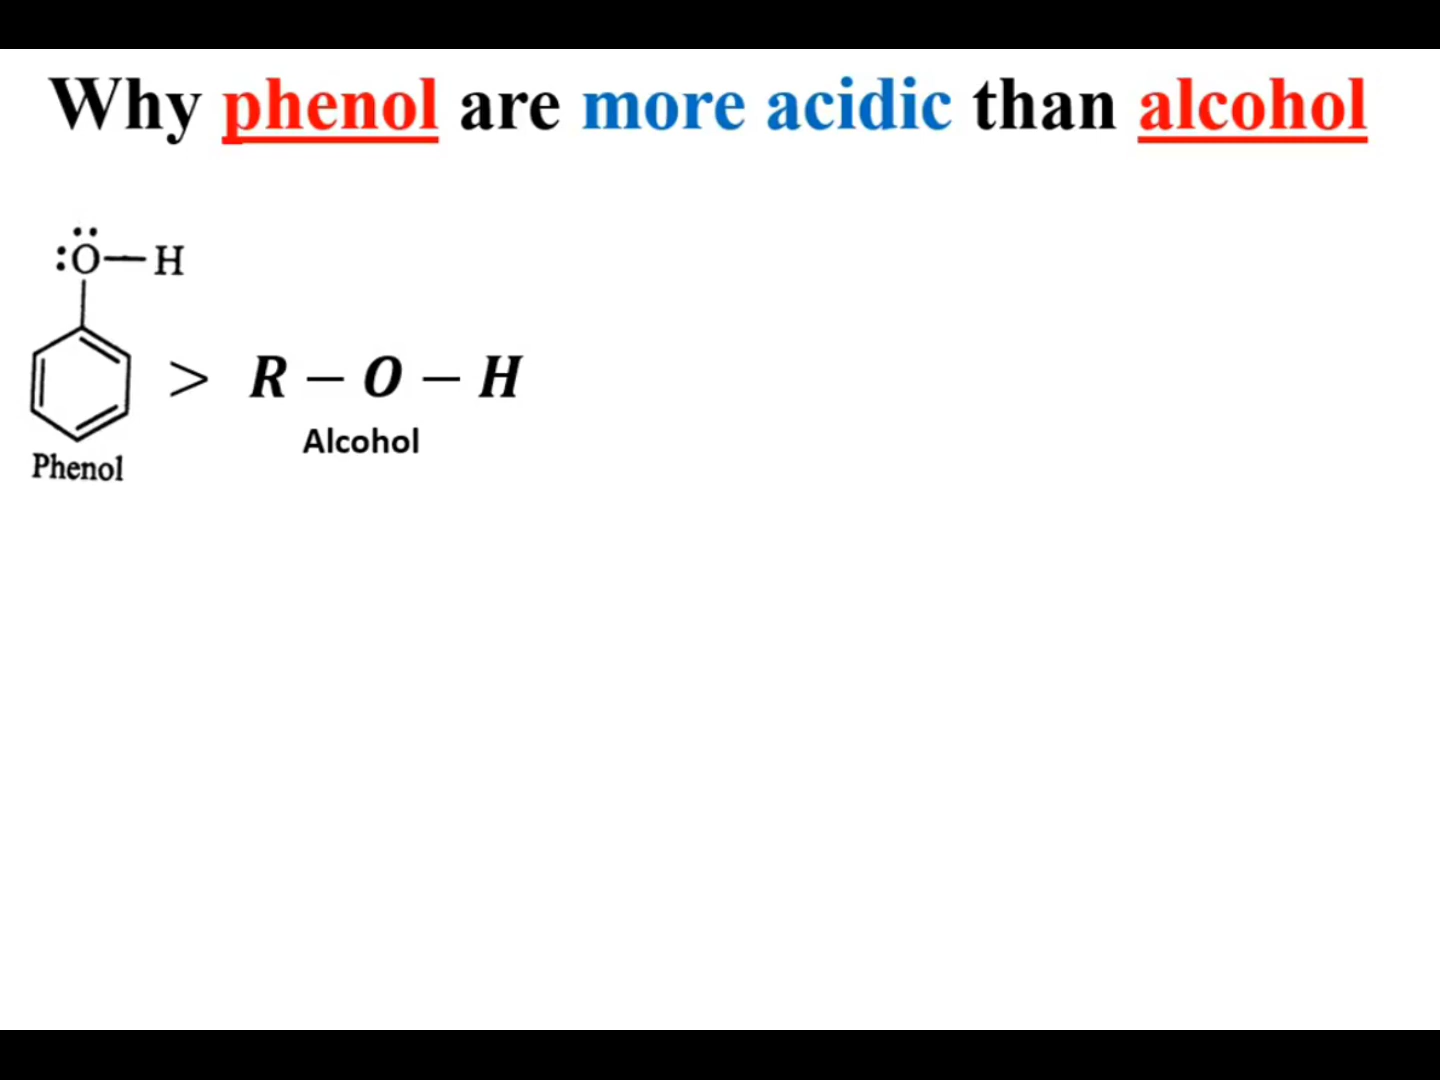 Why phenol are more acidic than alcohol
:Ö—H
> R – O – H
Alcohol
Phenol